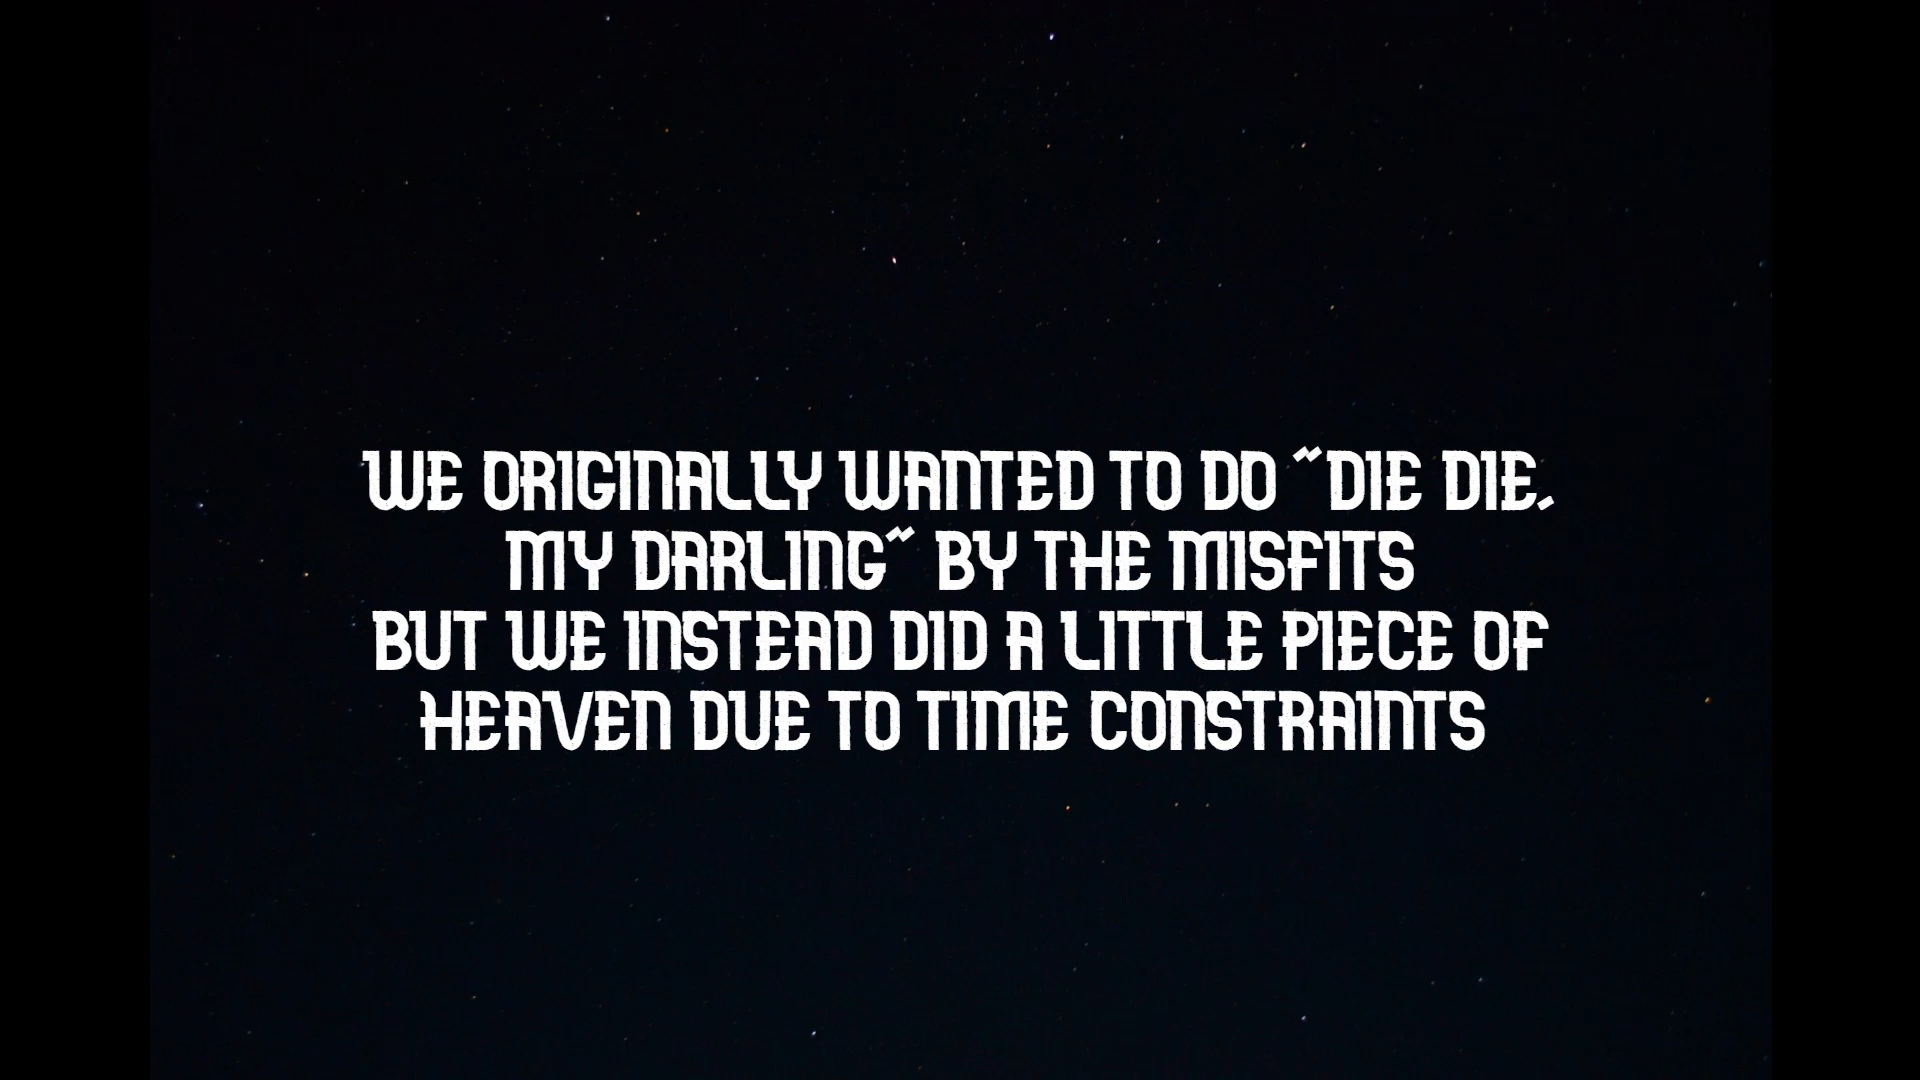 WE ORIGINALLY WANTED TO DO "DIE DIE,
MY DARLING" BY THE MISFITS
BUT WE INSTEAD DID A LITTLE PIECE OF
HEAVEN DUE TO TIME CONSTRAINTS